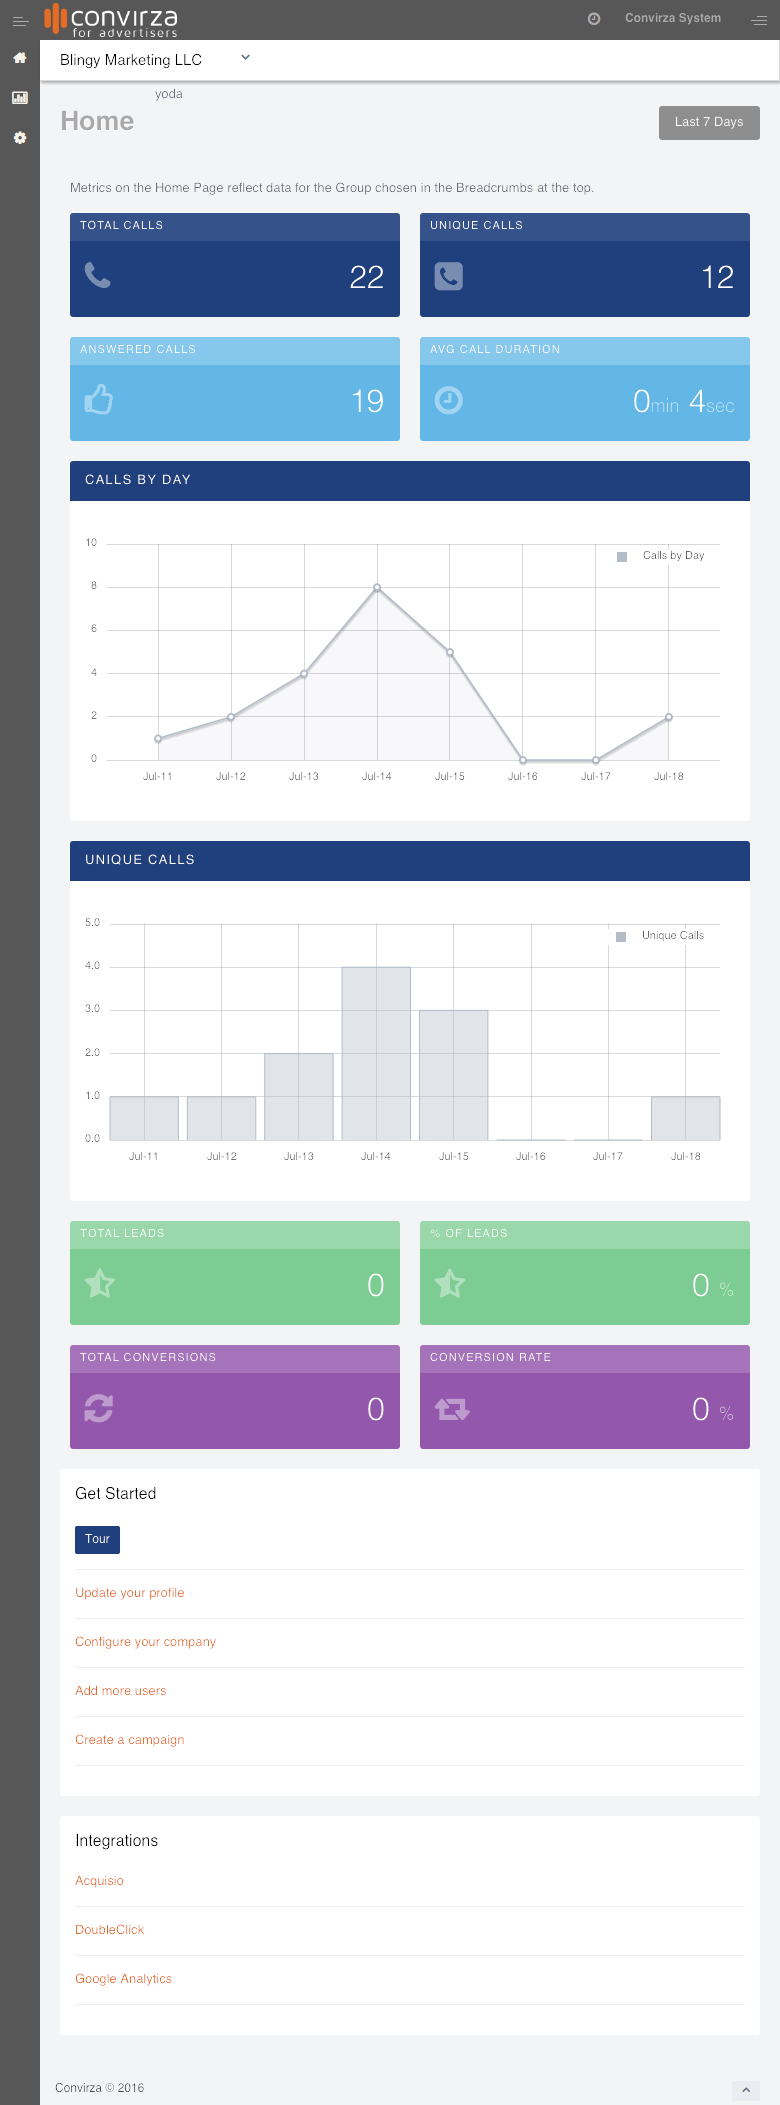 convirza
for advertisers
Convirza System
Blingy Marketing LLC
yoda
Home
Last 7 Days
Metrics on the Home Page reflect data for the Group chosen in the Breadcrumbs at the top.
TOTAL CALLS
22
UNIQUE CALLS
12
ANSWERED CALLS
19
AVG CALL DURATION
0min 4sec
CALLS BY DAY
10
8
6
4
2
0
Calls by Day
Jul-11 Jul-12 Jul-13 Jul-14 Jul-15 Jul-16 Jul-17 Jul-18
UNIQUE CALLS
5.0
4.0
3.0
2.0
1.0
0.0
Unique Calls
Jul-11 Jul-12 Jul-13 Jul-14 Jul-15 Jul-16 Jul-17 Jul-18
TOTAL LEADS
0
% OF LEADS
0 %
TOTAL CONVERSIONS
0
CONVERSION RATE
0 %
Get Started
Tour
Update your profile
Configure your company
Add more users
Create a campaign
Integrations
Acquisio
DoubleClick
Google Analytics
Convirza © 2016